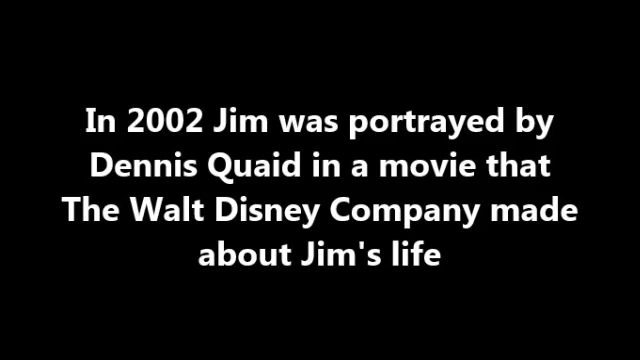 In 2002 Jim was portrayed by
Dennis Quaid in a movie that
The Walt Disney Company made
about Jim's life